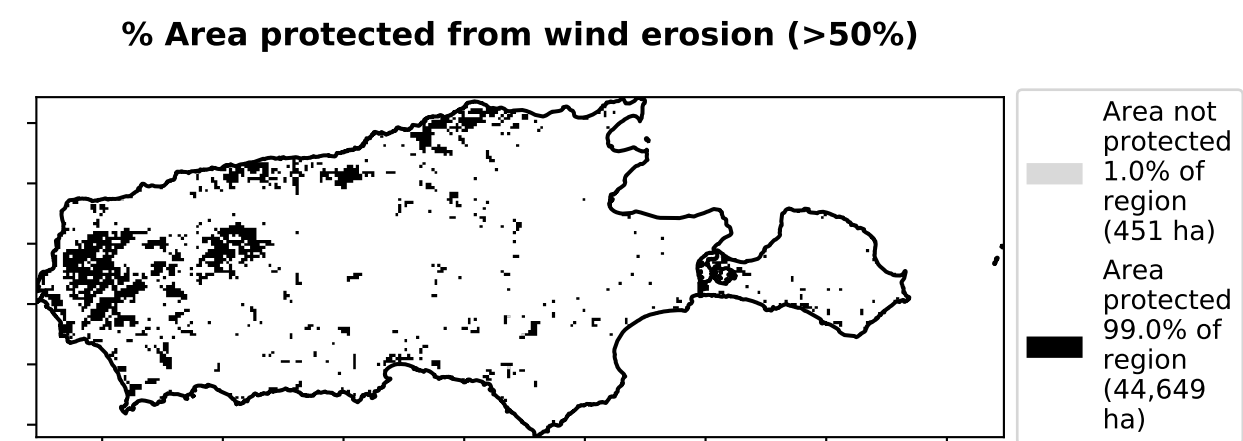 % Area protected from wind erosion (>50%)
Area not
protected
1.0% of
region
(451 ha)
Area
protected
99.0% of
region
(44,649
ha)